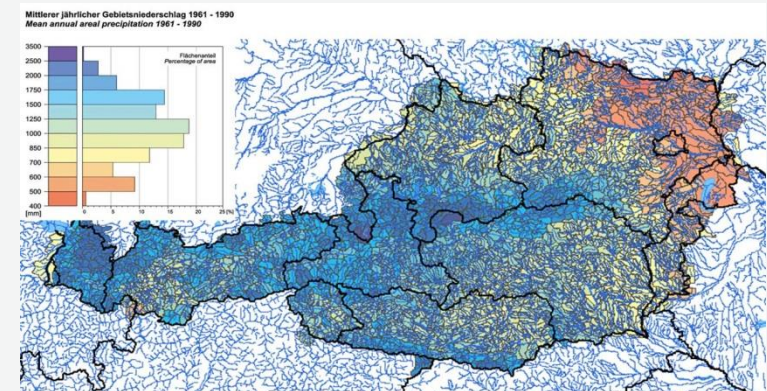 Mittlerer jährlicher Gebietsniederschlag 1961 - 1990
Mean annual areal precipitation 1961 - 1990
Flächenanteil
Percentage of area
3500
2500
2000
1750
1500
1250
1000
850
700
600
500
400
[mm]
0 5 10 15 20 25 [%]